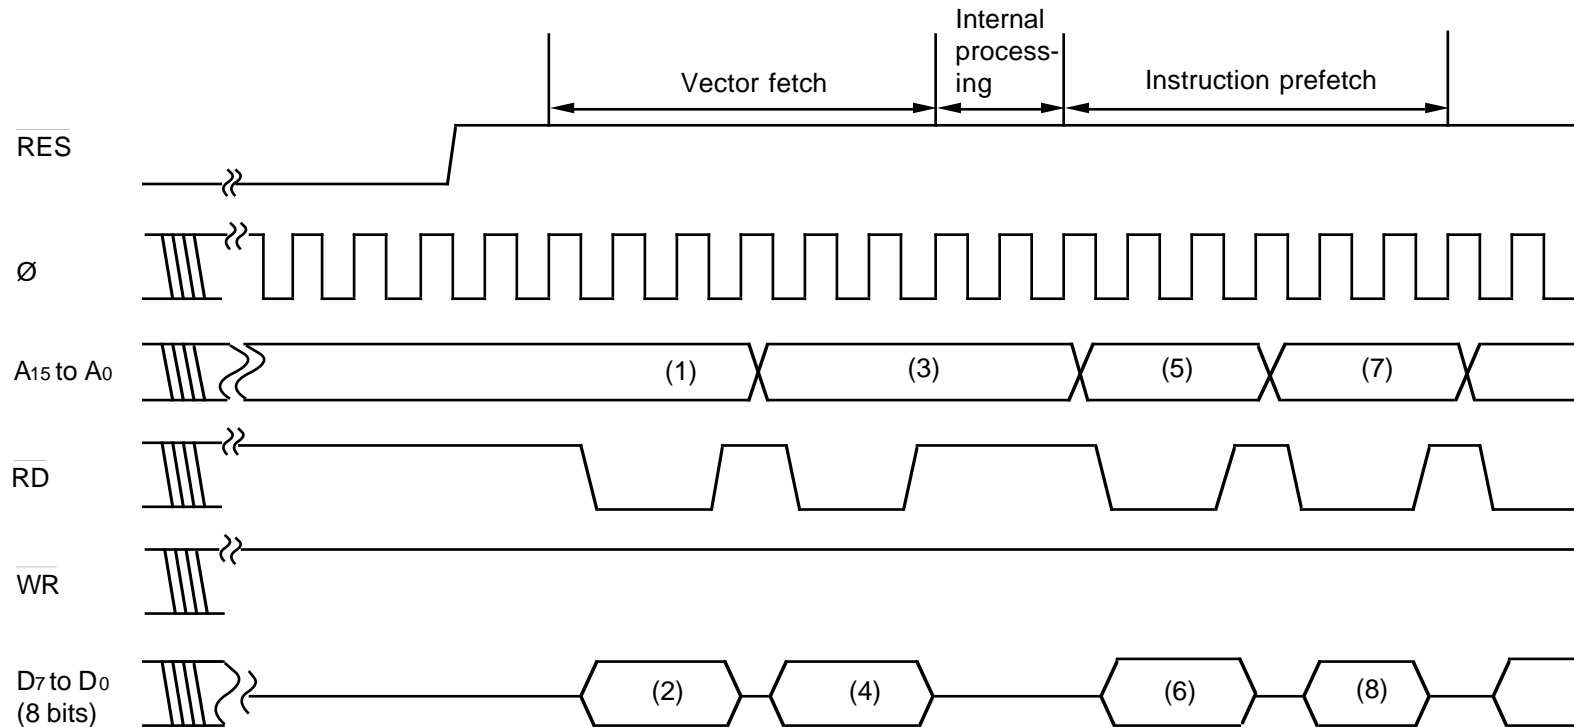 Internal
process-
ing
Vector fetch
Instruction prefetch
RES
Ø
A15 to A0
(1)
(3)
(5)
(7)
RD
WR
D7 to D0
(8 bits)
(2)
(4)
(6)
(8)